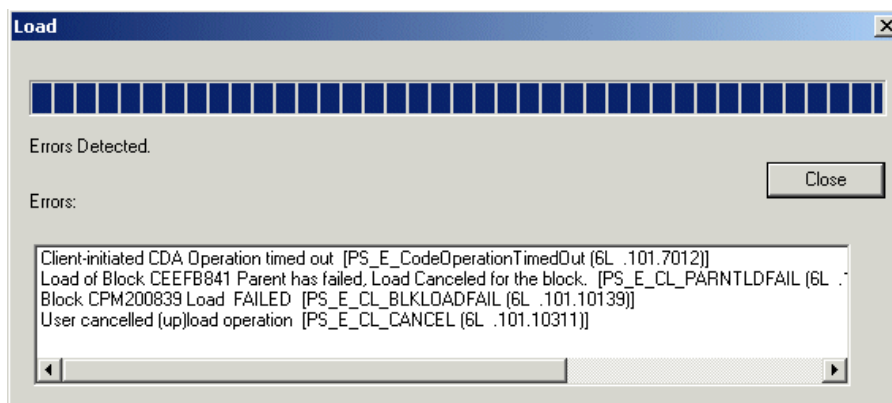 Load
Errors Detected.
Close
Errors:
Client-initiated CDA Operation timed out [PS_E_CodeOperationTimedOut (6L .101.7012)]
Load of Block CEEFB841 Parent has failed, Load Canceled for the block. [PS_E_CL_PARNTLDFAIL (6L .
Block CPM200839 Load FAILED [PS_E_CL_BLKLOADFAIL (6L .101.10139)]
User cancelled (up)load operation [PS_E_CL_CANCEL (6L .101.10311)]